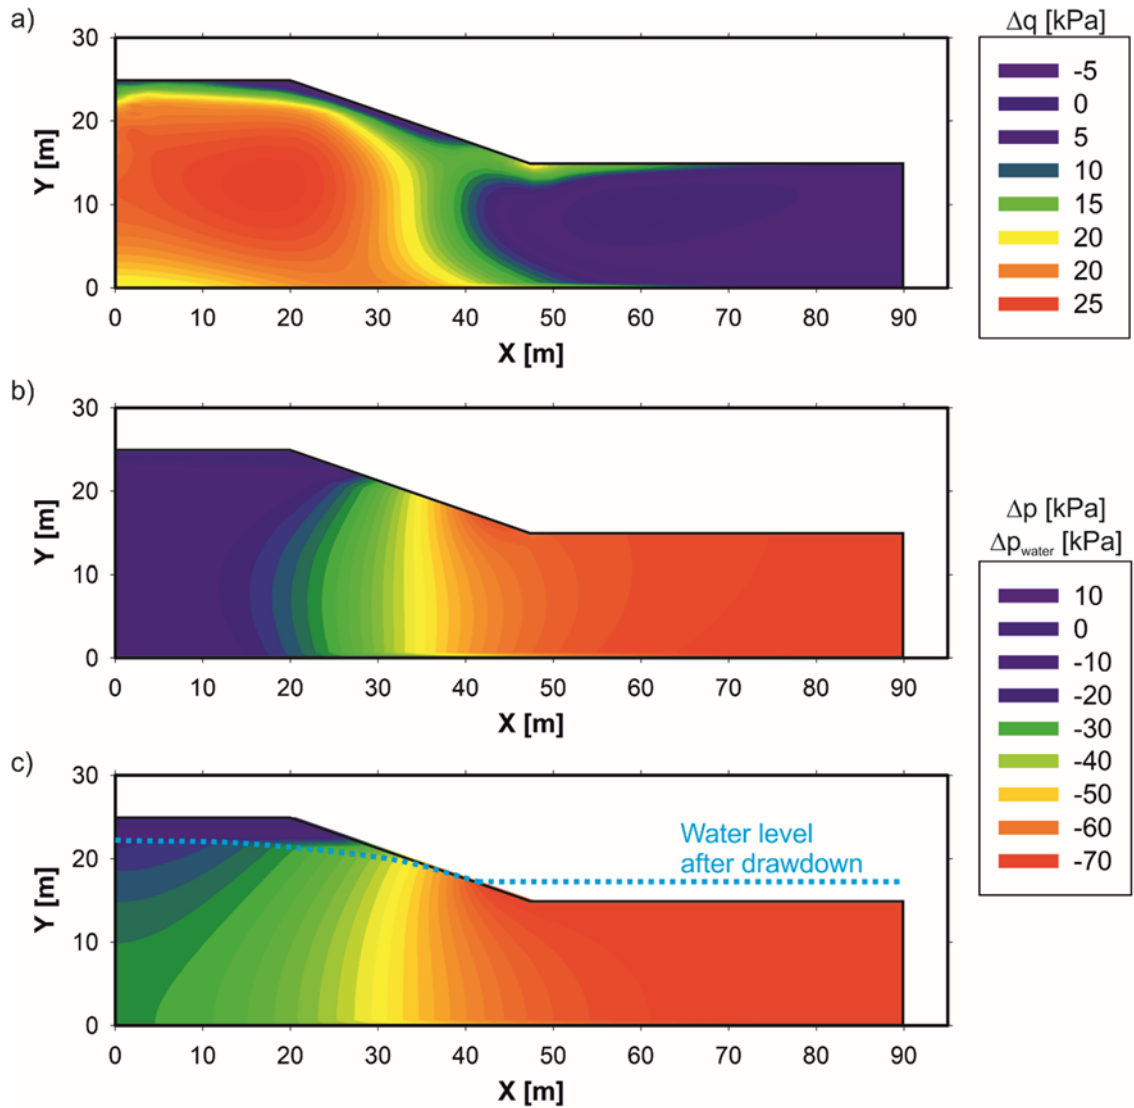 a)
Δq [kPa]
30
20
10
0
Y [m]
0 10 20 30 40 50 60 70 80 90
X [m]
-5
0
5
10
15
20
20
25
b)
30
20
10
0
Y [m]
0 10 20 30 40 50 60 70 80 90
X [m]
Δp [kPa]
Δpwater [kPa]
10
0
-10
-20
-30
-40
-50
-60
-70
c)
30
20
10
0
Y [m]
Water level
after drawdown
0 10 20 30 40 50 60 70 80 90
X [m]